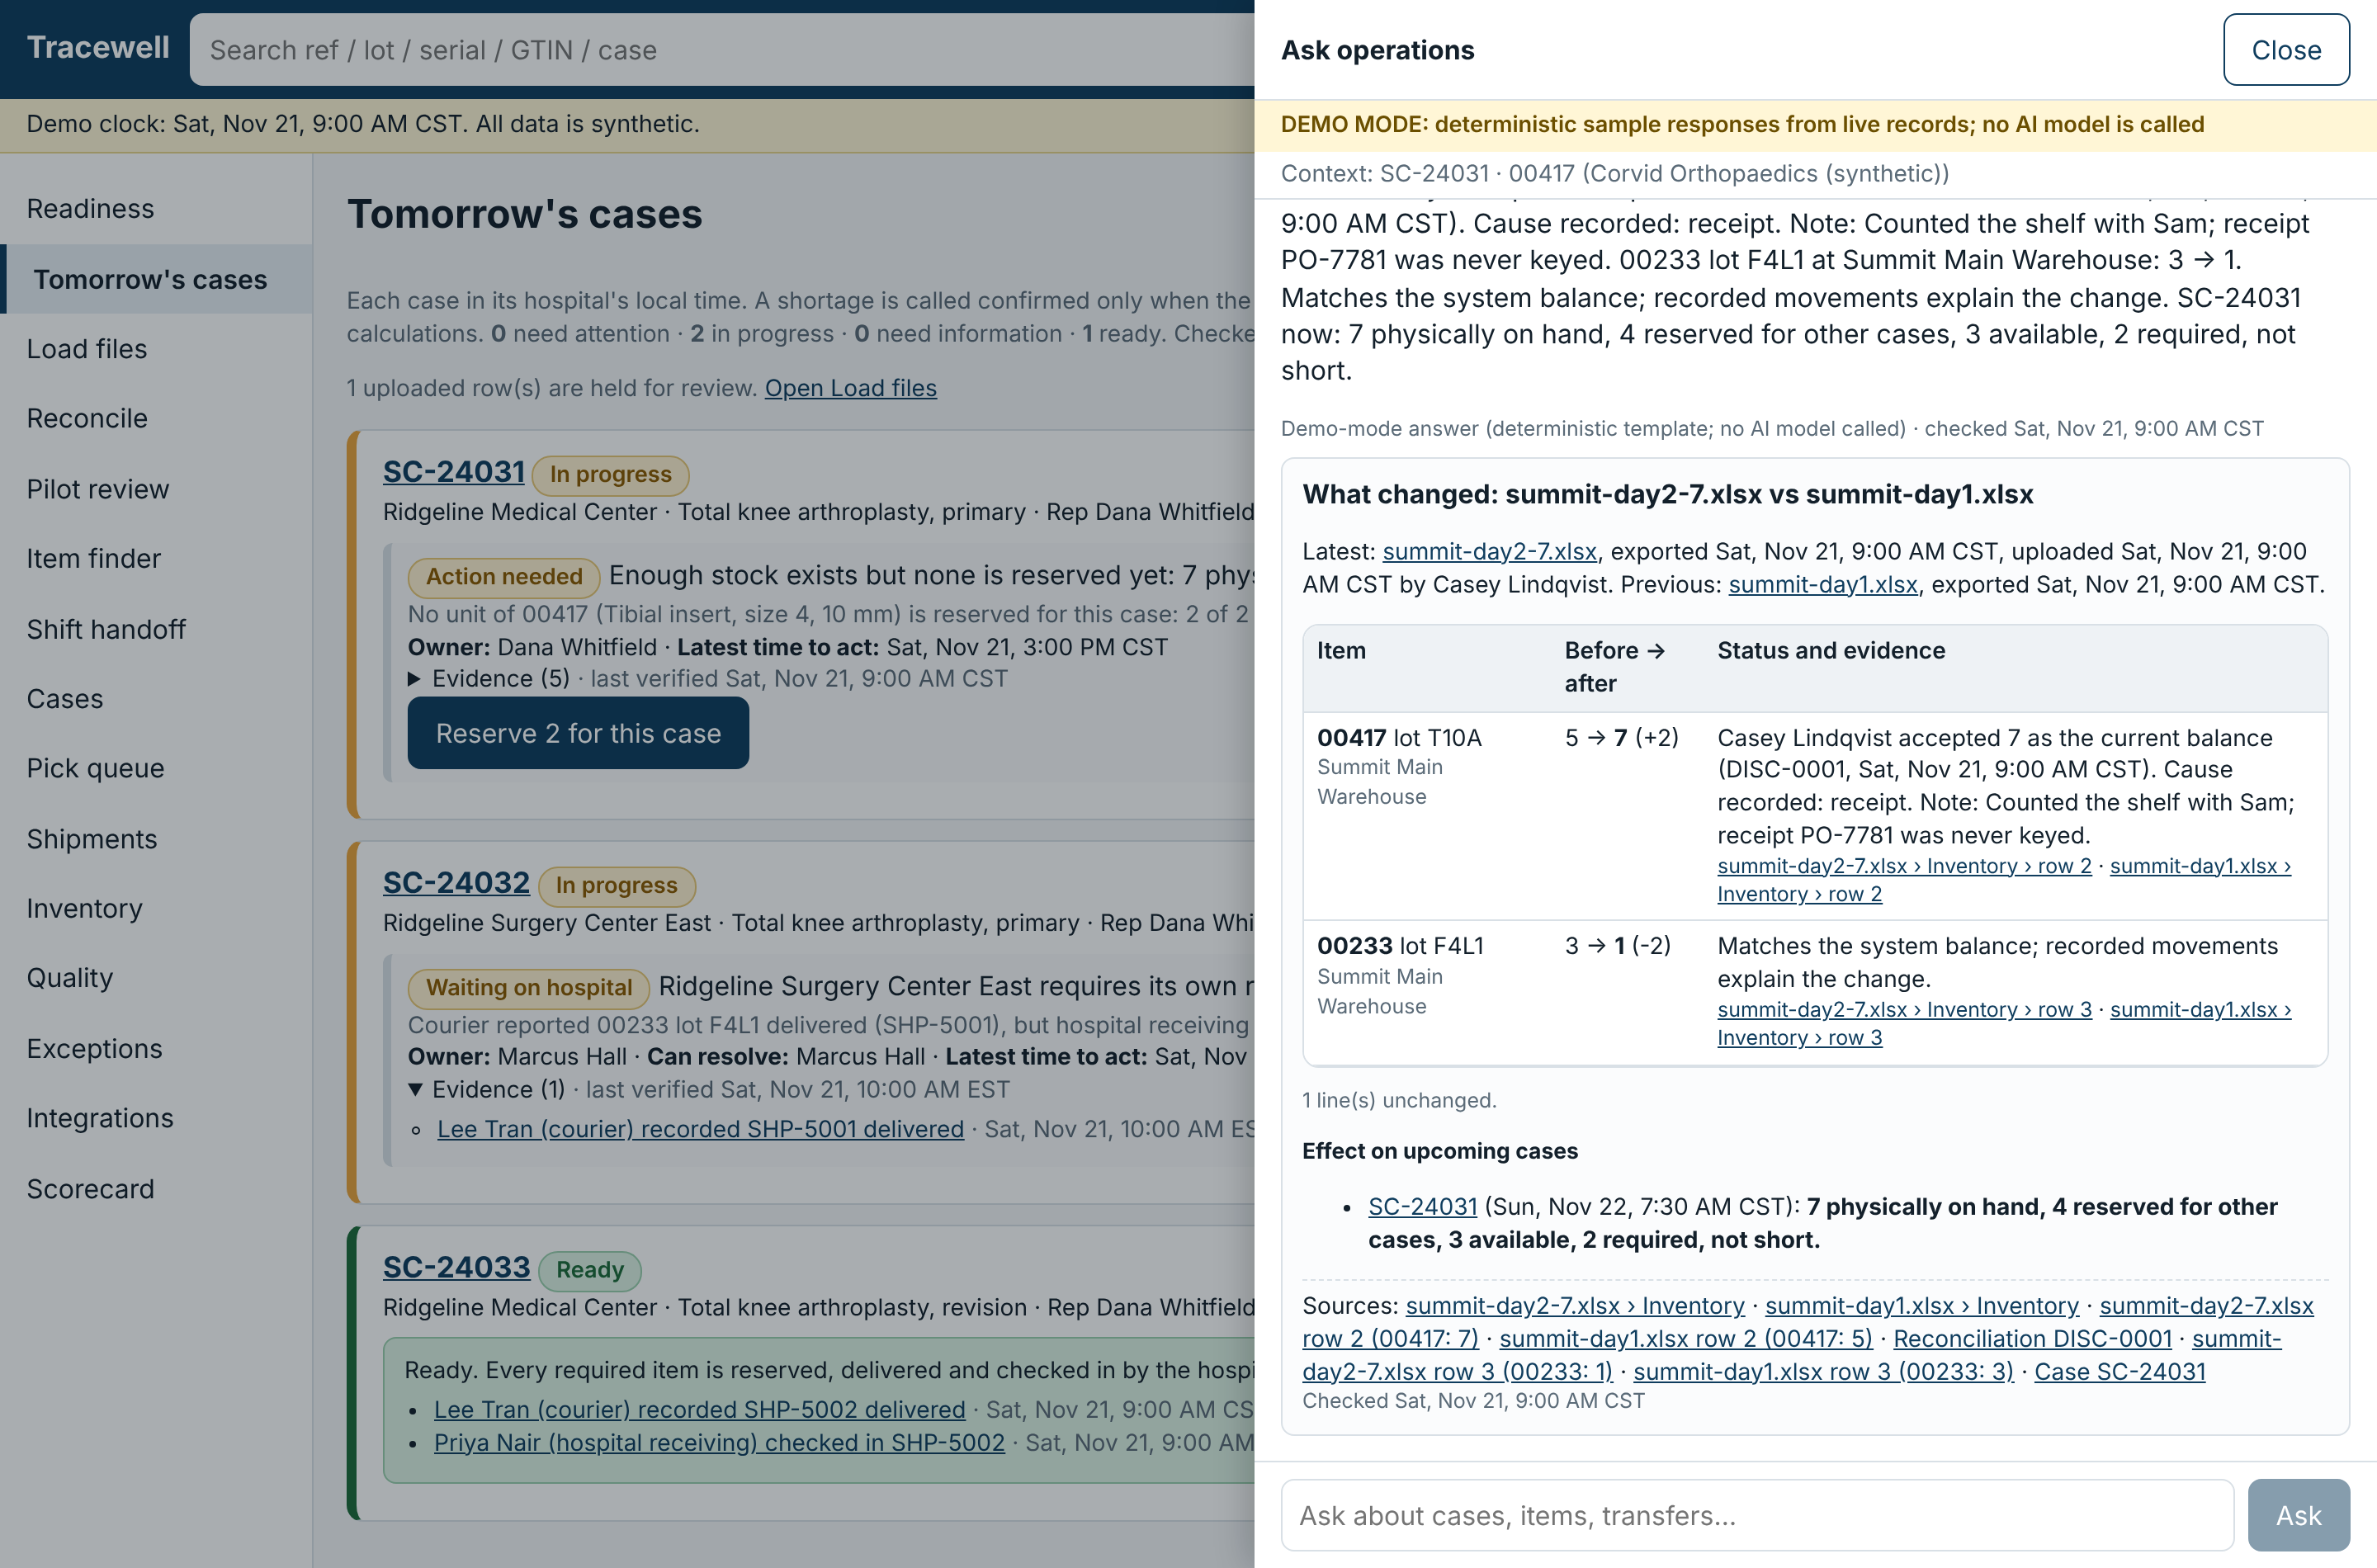 Tracewell
Search ref / lot / serial / GTIN / case
Demo clock: Sat, Nov 21, 9:00 AM CST. All data is synthetic.
Readiness
Tomorrow's cases
Load files
Reconcile
Pilot review
Item finder
Shift handoff
Cases
Pick queue
Shipments
Inventory
Quality
Exceptions
Integrations
Scorecard
Tomorrow's cases
Each case in its hospital's local time. A shortage is called confirmed only when the
calculations. 0 need attention · 2 in progress · 0 need information · 1 ready. Checke
1 uploaded row(s) are held for review. Open Load files
SC-24031 In progress
Ridgeline Medical Center · Total knee arthroplasty, primary · Rep Dana Whitfield
Action needed Enough stock exists but none is reserved yet: 7 phys
No unit of 00417 (Tibial insert, size 4, 10 mm) is reserved for this case: 2 of 2
Owner: Dana Whitfield · Latest time to act: Sat, Nov 21, 3:00 PM CST
▶ Evidence (5) · last verified Sat, Nov 21, 9:00 AM CST
Reserve 2 for this case
SC-24032 In progress
Ridgeline Surgery Center East · Total knee arthroplasty, primary · Rep Dana Whi
Waiting on hospital Ridgeline Surgery Center East requires its own r
Courier reported 00233 lot F4L1 delivered (SHP-5001), but hospital receiving
Owner: Marcus Hall · Can resolve: Marcus Hall · Latest time to act: Sat, Nov
▼ Evidence (1) · last verified Sat, Nov 21, 10:00 AM EST
Lee Tran (courier) recorded SHP-5001 delivered · Sat, Nov 21, 10:00 AM ES
SC-24033 Ready
Ridgeline Medical Center · Total knee arthroplasty, revision · Rep Dana Whitfield
Ready. Every required item is reserved, delivered and checked in by the hospi
• Lee Tran (courier) recorded SHP-5002 delivered · Sat, Nov 21, 9:00 AM CS
• Priya Nair (hospital receiving) checked in SHP-5002 · Sat, Nov 21, 9:00 AM
Ask operations
Close
DEMO MODE: deterministic sample responses from live records; no AI model is called
Context: SC-24031 · 00417 (Corvid Orthopaedics (synthetic))
9:00 AM CST). Cause recorded: receipt. Note: Counted the shelf with Sam; receipt
PO-7781 was never keyed. 00233 lot F4L1 at Summit Main Warehouse: 3 → 1.
Matches the system balance; recorded movements explain the change. SC-24031
now: 7 physically on hand, 4 reserved for other cases, 3 available, 2 required, not
short.
Demo-mode answer (deterministic template; no AI model called) · checked Sat, Nov 21, 9:00 AM CST
What changed: summit-day2-7.xlsx vs summit-day1.xlsx
Latest: summit-day2-7.xlsx, exported Sat, Nov 21, 9:00 AM CST, uploaded Sat, Nov 21, 9:00
AM CST by Casey Lindqvist. Previous: summit-day1.xlsx, exported Sat, Nov 21, 9:00 AM CST.
Item
Before →
after
Status and evidence
00417 lot T10A
Summit Main
Warehouse
5 → 7 (+2)
Casey Lindqvist accepted 7 as the current balance
(DISC-0001, Sat, Nov 21, 9:00 AM CST). Cause
recorded: receipt. Note: Counted the shelf with Sam;
receipt PO-7781 was never keyed.
summit-day2-7.xlsx › Inventory › row 2 · summit-day1.xlsx ›
Inventory › row 2
00233 lot F4L1
Summit Main
Warehouse
3 → 1 (-2)
Matches the system balance; recorded movements
explain the change.
summit-day2-7.xlsx › Inventory › row 3 · summit-day1.xlsx ›
Inventory › row 3
1 line(s) unchanged.
Effect on upcoming cases
• SC-24031 (Sun, Nov 22, 7:30 AM CST): 7 physically on hand, 4 reserved for other
cases, 3 available, 2 required, not short.
Sources: summit-day2-7.xlsx › Inventory · summit-day1.xlsx › Inventory · summit-day2-7.xlsx
row 2 (00417: 7) · summit-day1.xlsx row 2 (00417: 5) · Reconciliation DISC-0001 · summit-
day2-7.xlsx row 3 (00233: 1) · summit-day1.xlsx row 3 (00233: 3) · Case SC-24031
Checked Sat, Nov 21, 9:00 AM CST
Ask about cases, items, transfers...
Ask